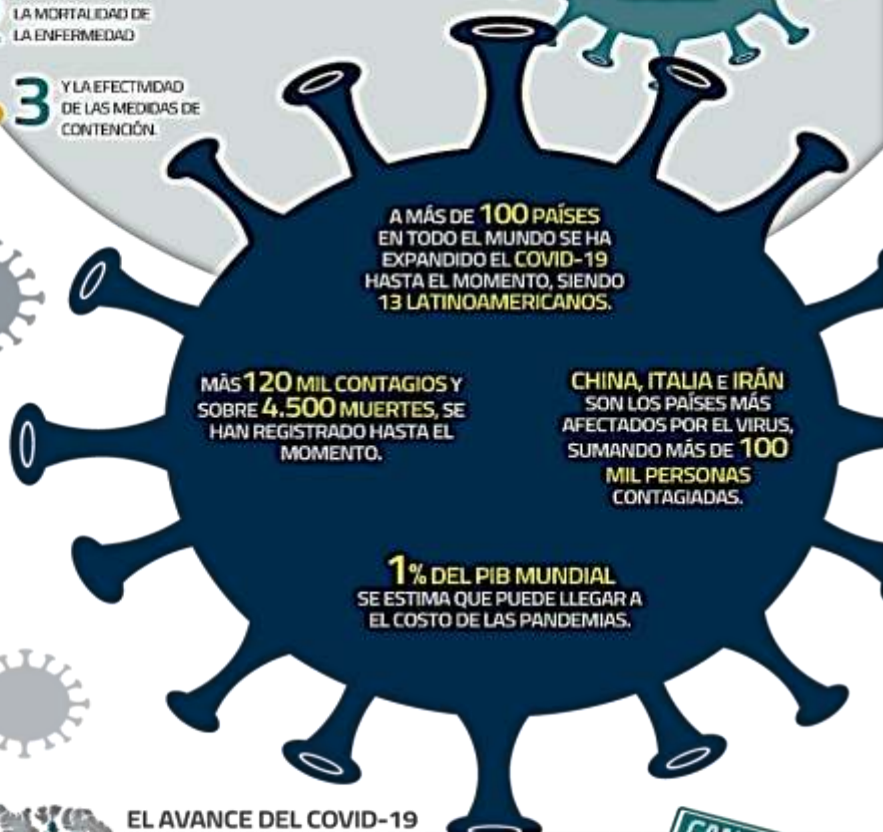 LA MORTALIDAD DE
LA ENFERMEDAD
3 Y LA EFECTIVIDAD
DE LAS MEDIDAS DE
CONTENCIÓN.
A MÁS DE 100 PAÍSES
EN TODO EL MUNDO SE HA
EXPANDIDO EL COVID-19
HASTA EL MOMENTO, SIENDO
13 LATINOAMERICANOS.
MÁS 120 MIL CONTAGIOS Y
SOBRE 4.500 MUERTES, SE
HAN REGISTRADO HASTA EL
MOMENTO.
CHINA, ITALIA E IRÁN
SON LOS PAÍSES MÁS
AFECTADOS POR EL VIRUS,
SUMANDO MÁS DE 100
MIL PERSONAS
CONTAGIADAS.
1% DEL PIB MUNDIAL
SE ESTIMA QUE PUEDE LLEGAR A
EL COSTO DE LAS PANDEMIAS.
EL AVANCE DEL COVID-19